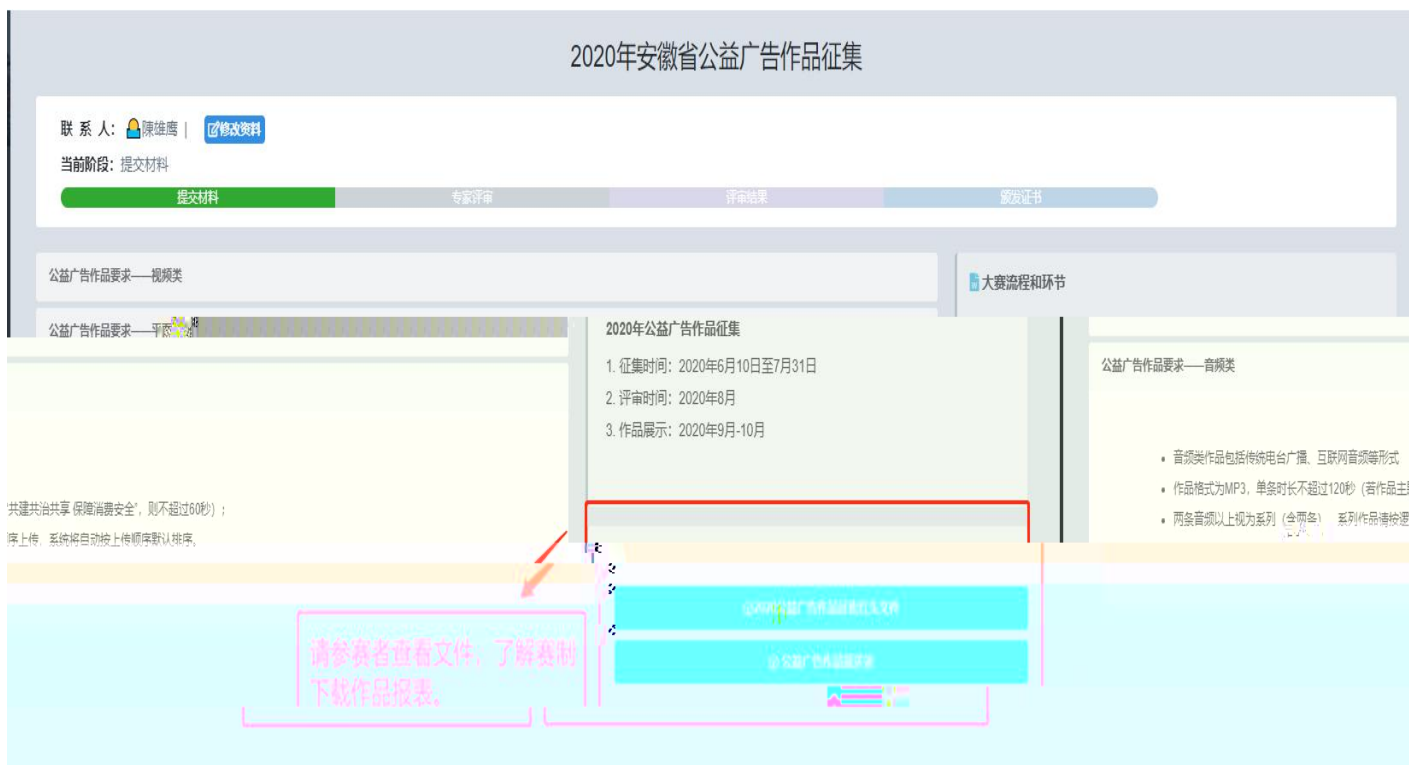 2020年安徽省公益广告作品征集
联 系 人： 陳雄鹰 | 修改资料
当前阶段：提交材料
提交材料 专家评审 评审结果 颁发证书
公益广告作品要求——视频类
大赛流程和环节
公益广告作品要求——平面
2020年公益广告作品征集
1. 征集时间：2020年6月10日至7月31日
2. 评审时间：2020年8月
3. 作品展示：2020年9月-10月
公益广告作品要求——音频类
音频类作品包括传统电台广播、互联网音频等形式
作品格式为MP3，单条时长不超过120秒（若作品主
两条音频以上视为系列（含两条），系列作品请按逻
共建共治共享 保障消费安全"，则不超过60秒）；
序上传，系统将自动按上传顺序默认排序。
请参赛者查看文件，了解赛制
下载作品报表。